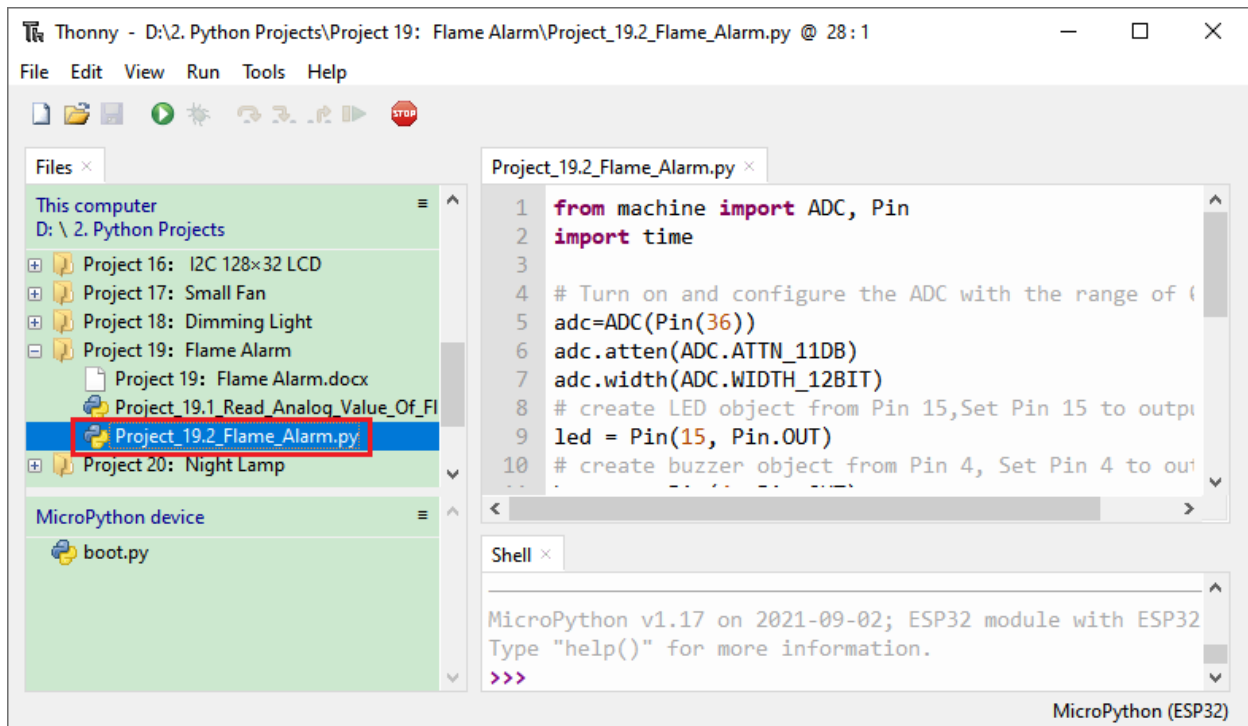 Thonny - D:\2. Python Projects\Project 19: Flame Alarm\Project_19.2_Flame_Alarm.py @ 28 : 1
File Edit View Run Tools Help
STOP
Files
This computer
D: \ 2. Python Projects
Project 16: I2C 128×32 LCD
Project 17: Small Fan
Project 18: Dimming Light
Project 19: Flame Alarm
Project 19: Flame Alarm.docx
Project_19.1_Read_Analog_Value_Of_Fl
Project_19.2_Flame_Alarm.py
Project 20: Night Lamp
MicroPython device
boot.py
Project_19.2_Flame_Alarm.py
1 from machine import ADC, Pin
2 import time
3
4 # Turn on and configure the ADC with the range of
5 adc=ADC(Pin(36))
6 adc.atten(ADC.ATTN_11DB)
7 adc.width(ADC.WIDTH_12BIT)
8 # create LED object from Pin 15,Set Pin 15 to outpu
9 led = Pin(15, Pin.OUT)
10 # create buzzer object from Pin 4, Set Pin 4 to out
Shell
MicroPython v1.17 on 2021-09-02; ESP32 module with ESP32
Type "help()" for more information.
>>>
MicroPython (ESP32)